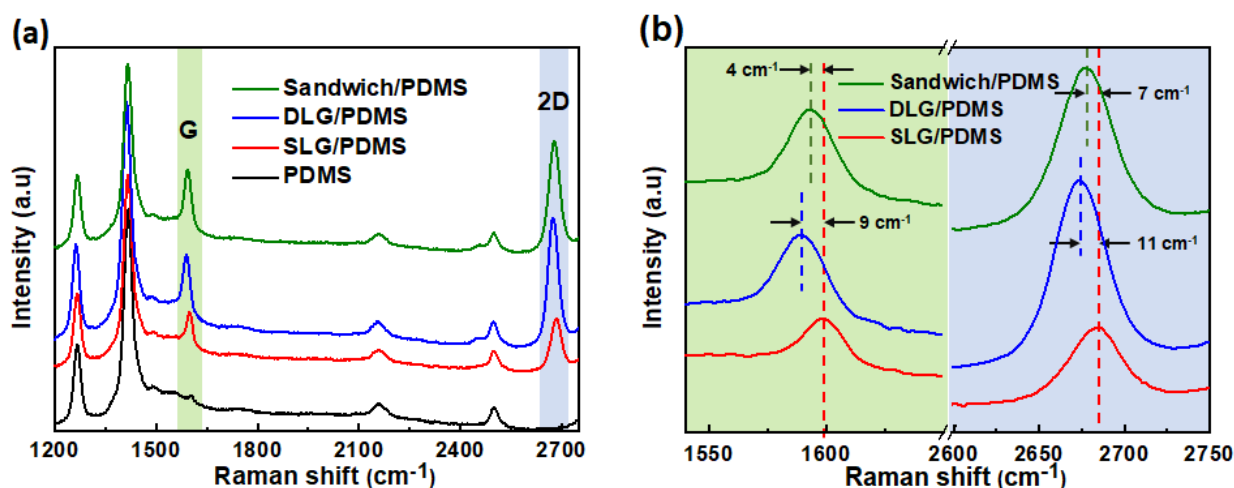 (a)
Intensity (a.u)
Sandwich/PDMS
DLG/PDMS
SLG/PDMS
PDMS
G
2D
1200 1500 1800 2100 2400 2700
Raman shift (cm-1)
(b)
Intensity (a.u)
4 cm-1
Sandwich/PDMS
DLG/PDMS
SLG/PDMS
7 cm-1
9 cm-1
11 cm-1
1550 1600 2600 2650 2700 2750
Raman shift (cm-1)